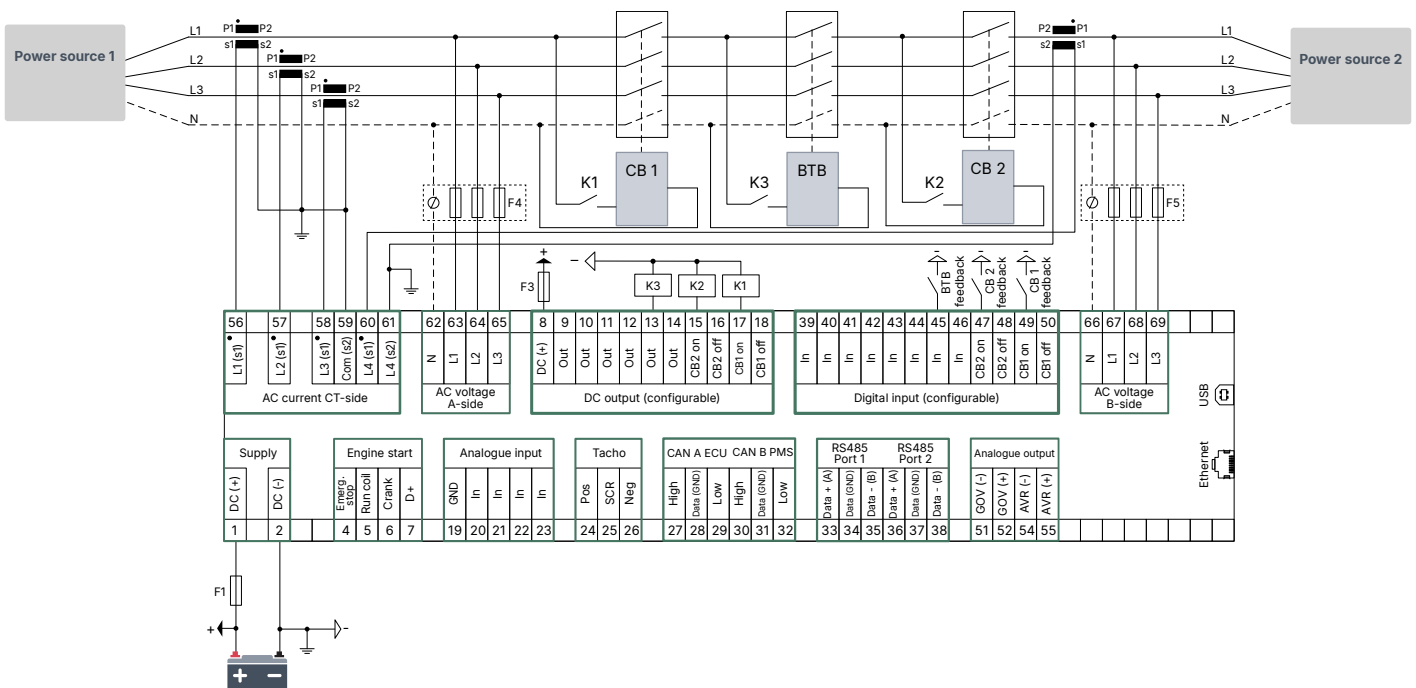 Power source 1
L1
L2
L3
N
P1 P2
s1 s2
P1 P2
s1 s2
P1 P2
s1 s2
CB 1
BTB
CB 2
K1
K3
K2
P2 P1
s2 s1
L1
L2
L3
N
Power source 2
F4
F5
F3
+
−
K3
K2
K1
-
BTB feedback
-
CB 2 feedback
-
CB 1 feedback
56 57 58 59 60 61
L1 (s1)
L2 (s1)
L3 (s1)
Com (s2)
L4 (s1)
L4 (s2)
AC current CT-side
62 63 64 65
N
L1
L2
L3
AC voltage
A-side
8 9 10 11 12 13 14 15 16 17 18
DC (+)
Out
Out
Out
Out
Out
Out
CB2 on
CB2 off
CB1 on
CB1 off
DC output (configurable)
39 40 41 42 43 44 45 46 47 48 49 50
In
In
In
In
In
In
In
In
CB2 on
CB2 off
CB1 on
CB1 off
Digital input (configurable)
66 67 68 69
N
L1
L2
L3
AC voltage
B-side
USB
Ethernet
Supply
DC (+)
DC (-)
1 2
Engine start
Emerg. stop
Run coil
Crank
D+
4 5 6 7
Analogue input
GND
In
In
In
In
19 20 21 22 23
Tacho
Pos
SCR
Neg
24 25 26
CAN A ECU CAN B PMS
High
Data (GND)
Low
High
Data (GND)
Low
27 28 29 30 31 32
RS485
Port 1
RS485
Port 2
Data + (A)
Data (GND)
Data - (B)
Data + (A)
Data (GND)
Data - (B)
33 34 35 36 37 38
Analogue output
GOV (-)
GOV (+)
AVR (-)
AVR (+)
51 52 54 55
F1
+
-
+ −